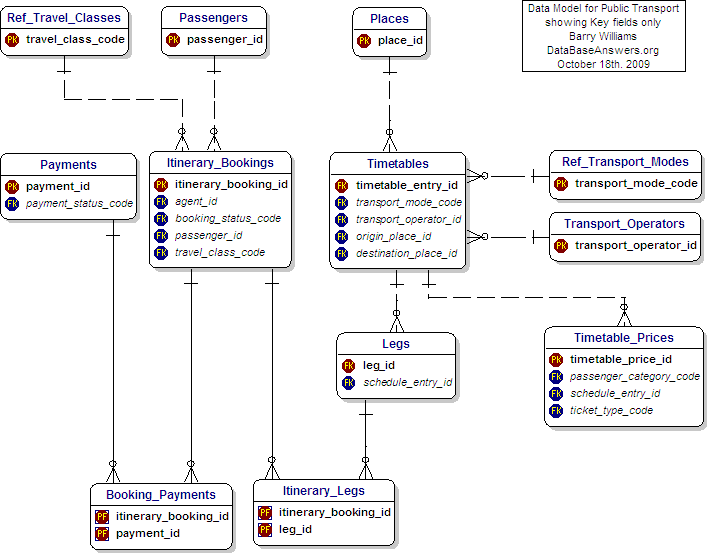 Ref_Travel_Classes
Pk travel_class_code
Passengers
Pk passenger_id
Places
Pk place_id
Data Model for Public Transport
showing Key fields only
Barry Williams
DataBaseAnswers.org
October 18th. 2009
Payments
Pk payment_id
Fk payment_status_code
Itinerary_Bookings
Pk itinerary_booking_id
Fk agent_id
Fk booking_status_code
Fk passenger_id
Fk travel_class_code
Timetables
Fk timetable_entry_id
Fk transport_mode_code
Fk transport_operator_id
Fk origin_place_id
Fk destination_place_id
Ref_Transport_Modes
Pk transport_mode_code
Transport_Operators
Pk transport_operator_id
Legs
Fk leg_id
Fk schedule_entry_id
Timetable_Prices
Pk timetable_price_id
Fk passenger_category_code
Fk schedule_entry_id
Fk ticket_type_code
Booking_Payments
PF itinerary_booking_id
PF payment_id
Itinerary_Legs
PF itinerary_booking_id
PF leg_id